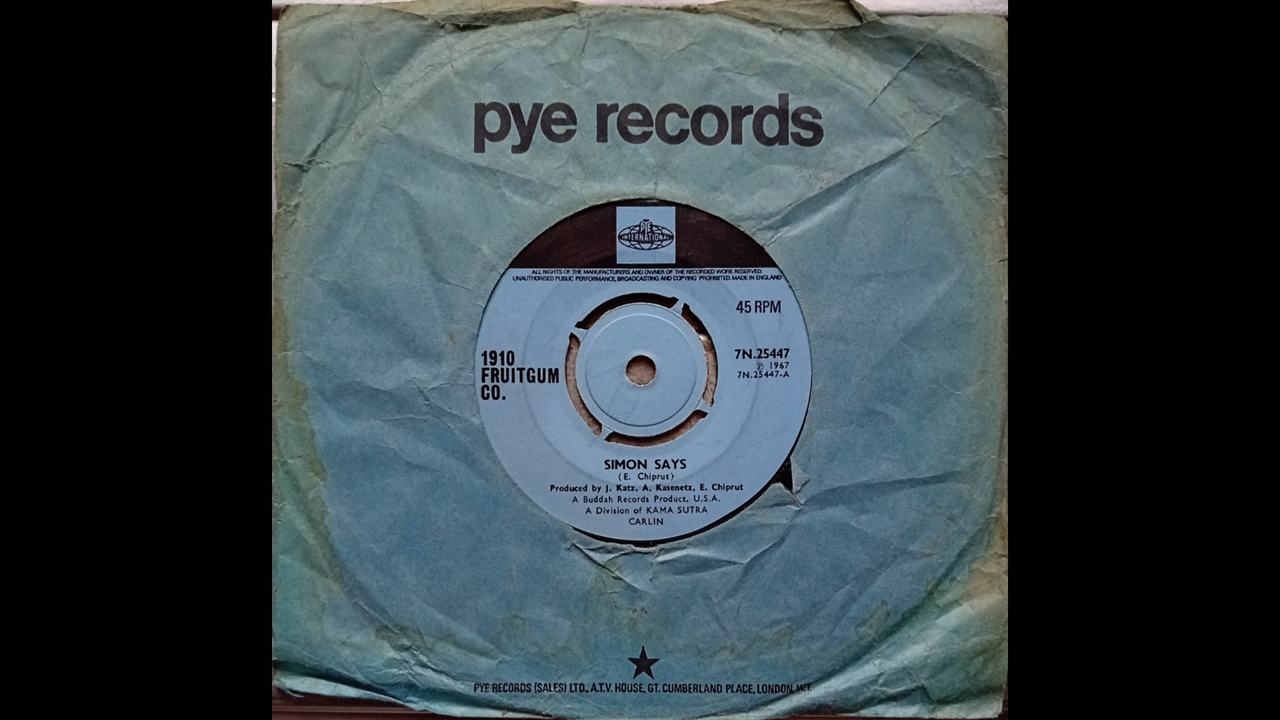 pye records
PYE
INTERNATIONAL
ALL RIGHTS OF THE MANUFACTURERS AND OWNER OF THE RECORDED WORK RESERVED.
UNAUTHORISED PUBLIC PERFORMANCE, BROADCASTING AND COPYING PROHIBITED. MADE IN ENGLAND
45 RPM
1910
FRUITGUM
CO.
7N.25447
℗ 1967
7N.25447-A
SIMON SAYS
(E. Chiprut)
Produced by J. Katz, A. Kasenetz, E. Chiprut
A Buddah Records Product, U.S.A.
A Division of KAMA SUTRA
CARLIN
PYE RECORDS (SALES) LTD., A.T.V. HOUSE, GT. CUMBERLAND PLACE, LONDON,